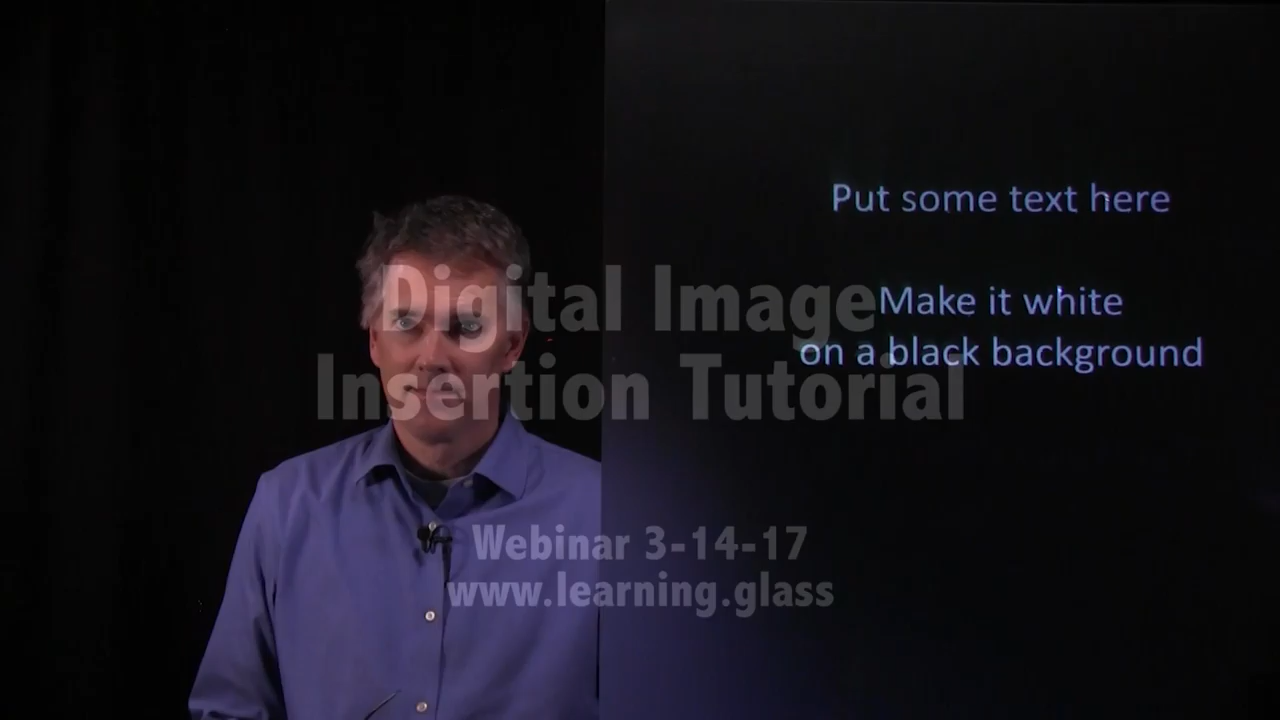 Put some text here
Make it white
on a black background
Digital Image
Insertion Tutorial
Webinar 3-14-17
www.learning.glass